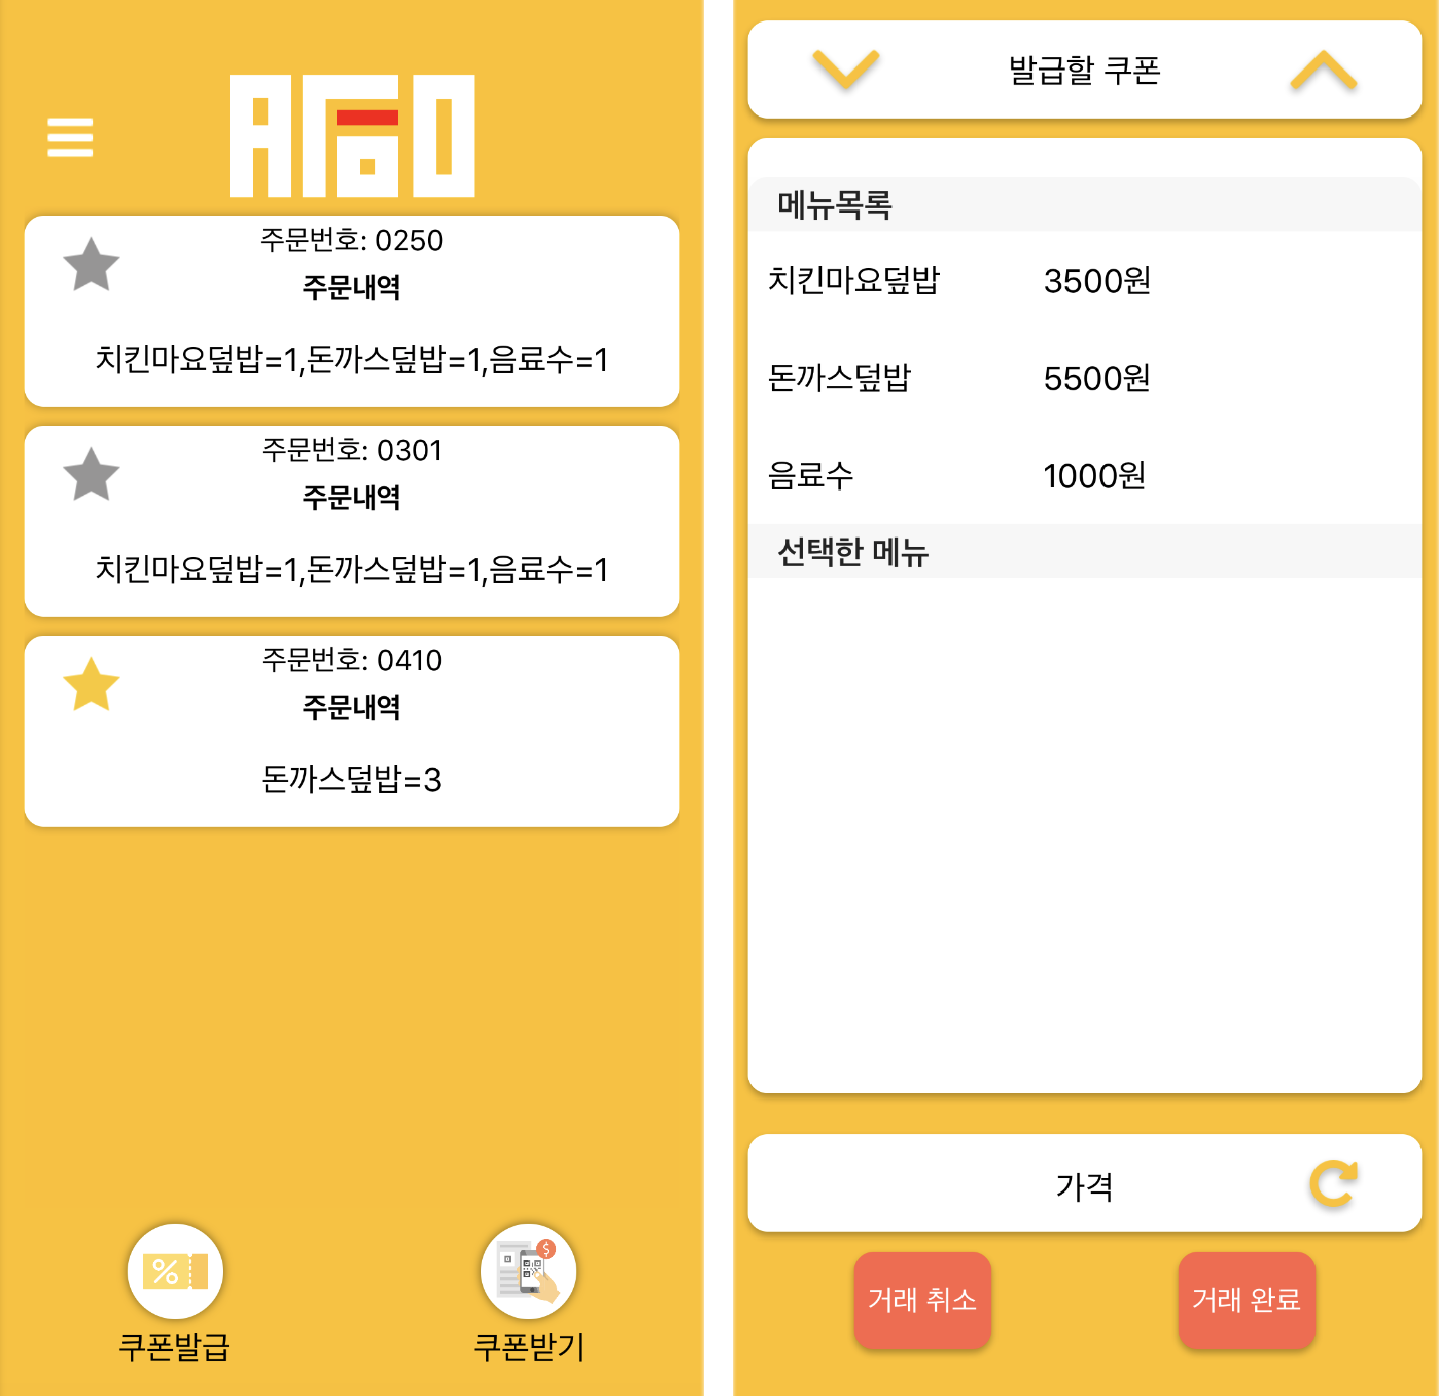 주문번호: 0250
주문내역
치킨마요덮밥=1,돈까스덮밥=1,음료수=1
주문번호: 0301
주문내역
치킨마요덮밥=1,돈까스덮밥=1,음료수=1
주문번호: 0410
주문내역
돈까스덮밥=3
%
쿠폰발급
$
쿠폰받기
발급할 쿠폰
메뉴목록
치킨마요덮밥 3500원
돈까스덮밥 5500원
음료수 1000원
선택한 메뉴
가격
거래 취소
거래 완료